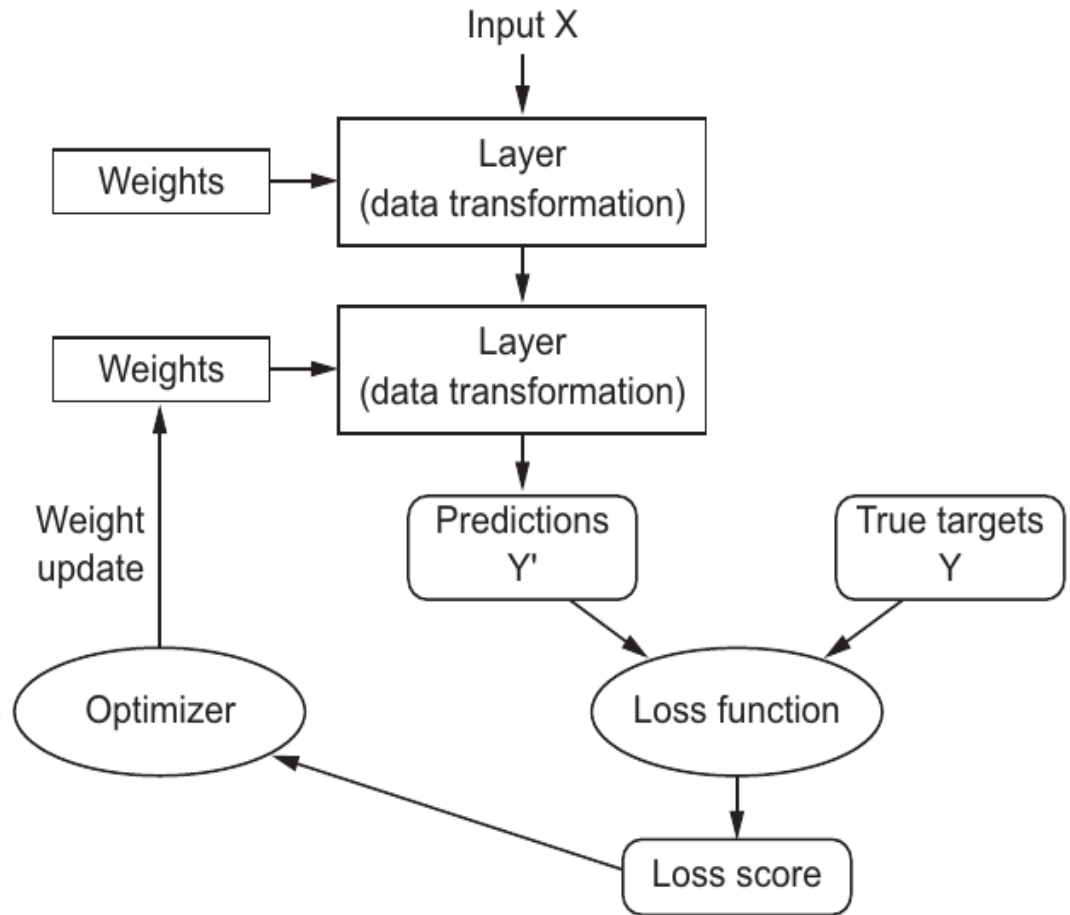 Input X
Weights
Layer
(data transformation)
Weights
Layer
(data transformation)
Weight
update
Predictions
Y'
True targets
Y
Optimizer
Loss function
Loss score